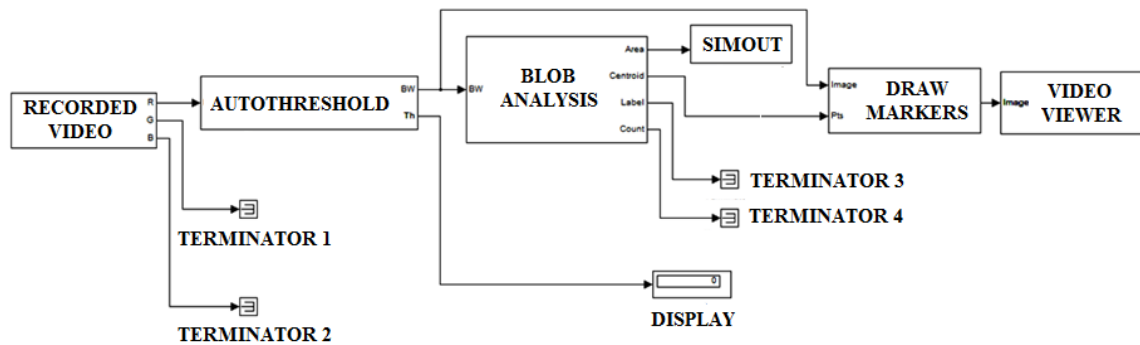 RECORDED
VIDEO
R
G
B
AUTOTHRESHOLD
BW
Th
BW
BLOB
ANALYSIS
Area
Centroid
Label
Count
SIMOUT
Image
Pts
DRAW
MARKERS
Image
VIDEO
VIEWER
TERMINATOR 1
TERMINATOR 2
TERMINATOR 3
TERMINATOR 4
0
DISPLAY